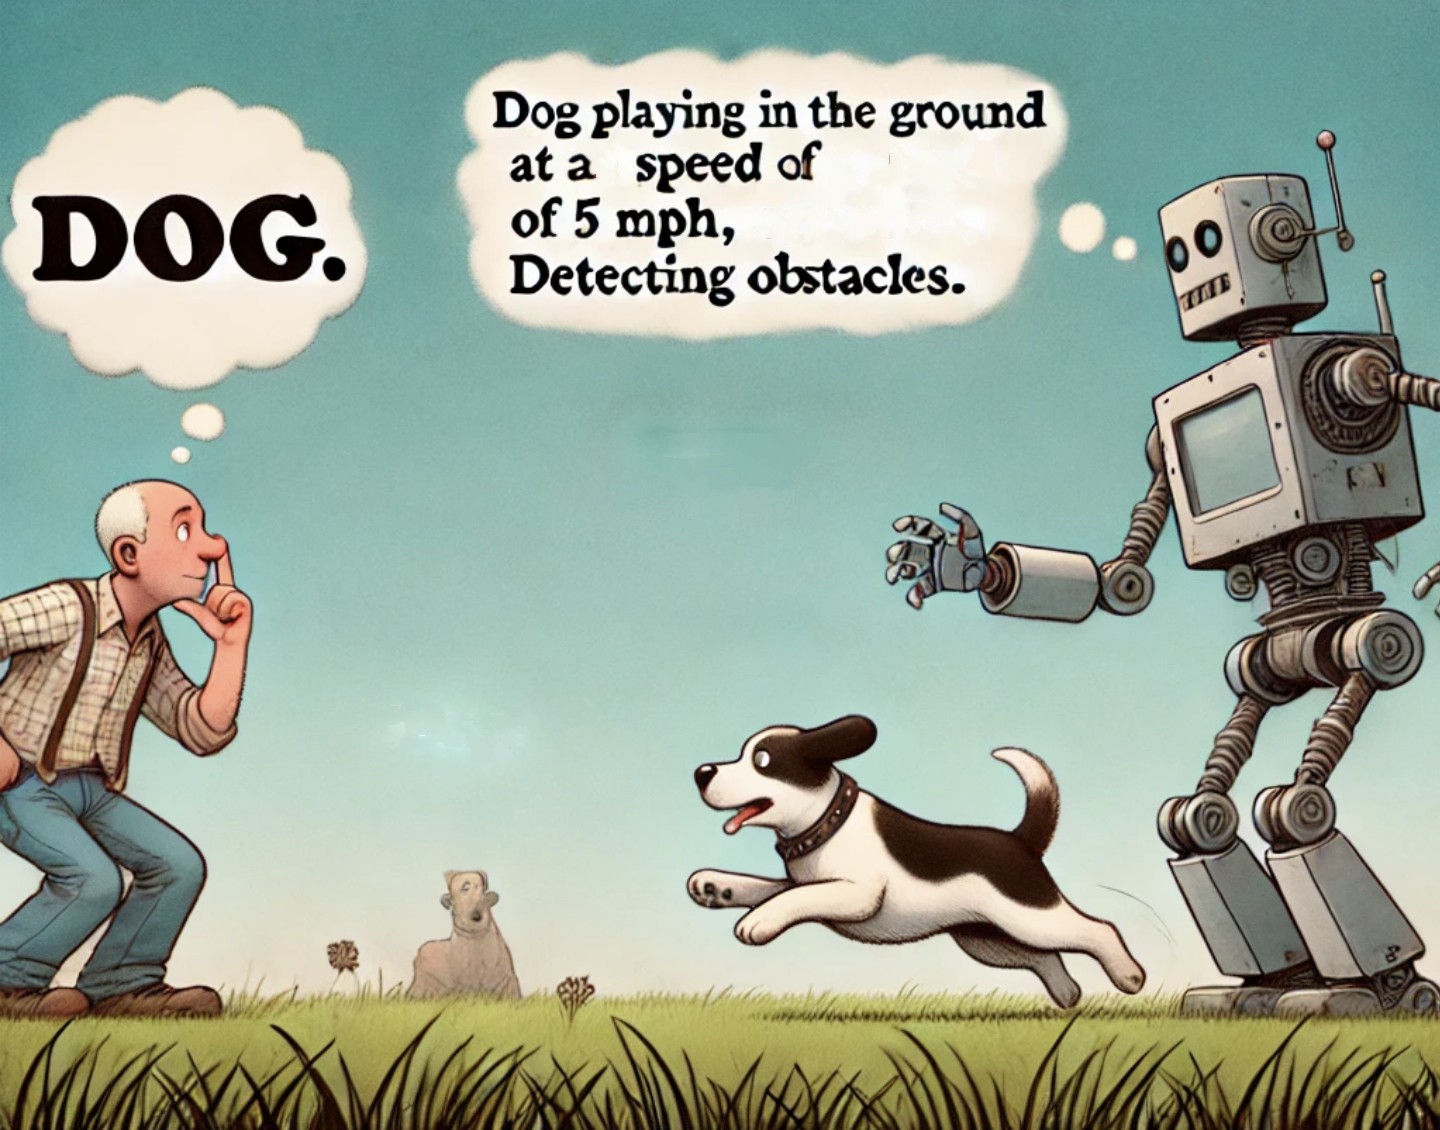 DOG.
Dog playing in the ground
at a speed of
of 5 mph,
Detecting obstacles.